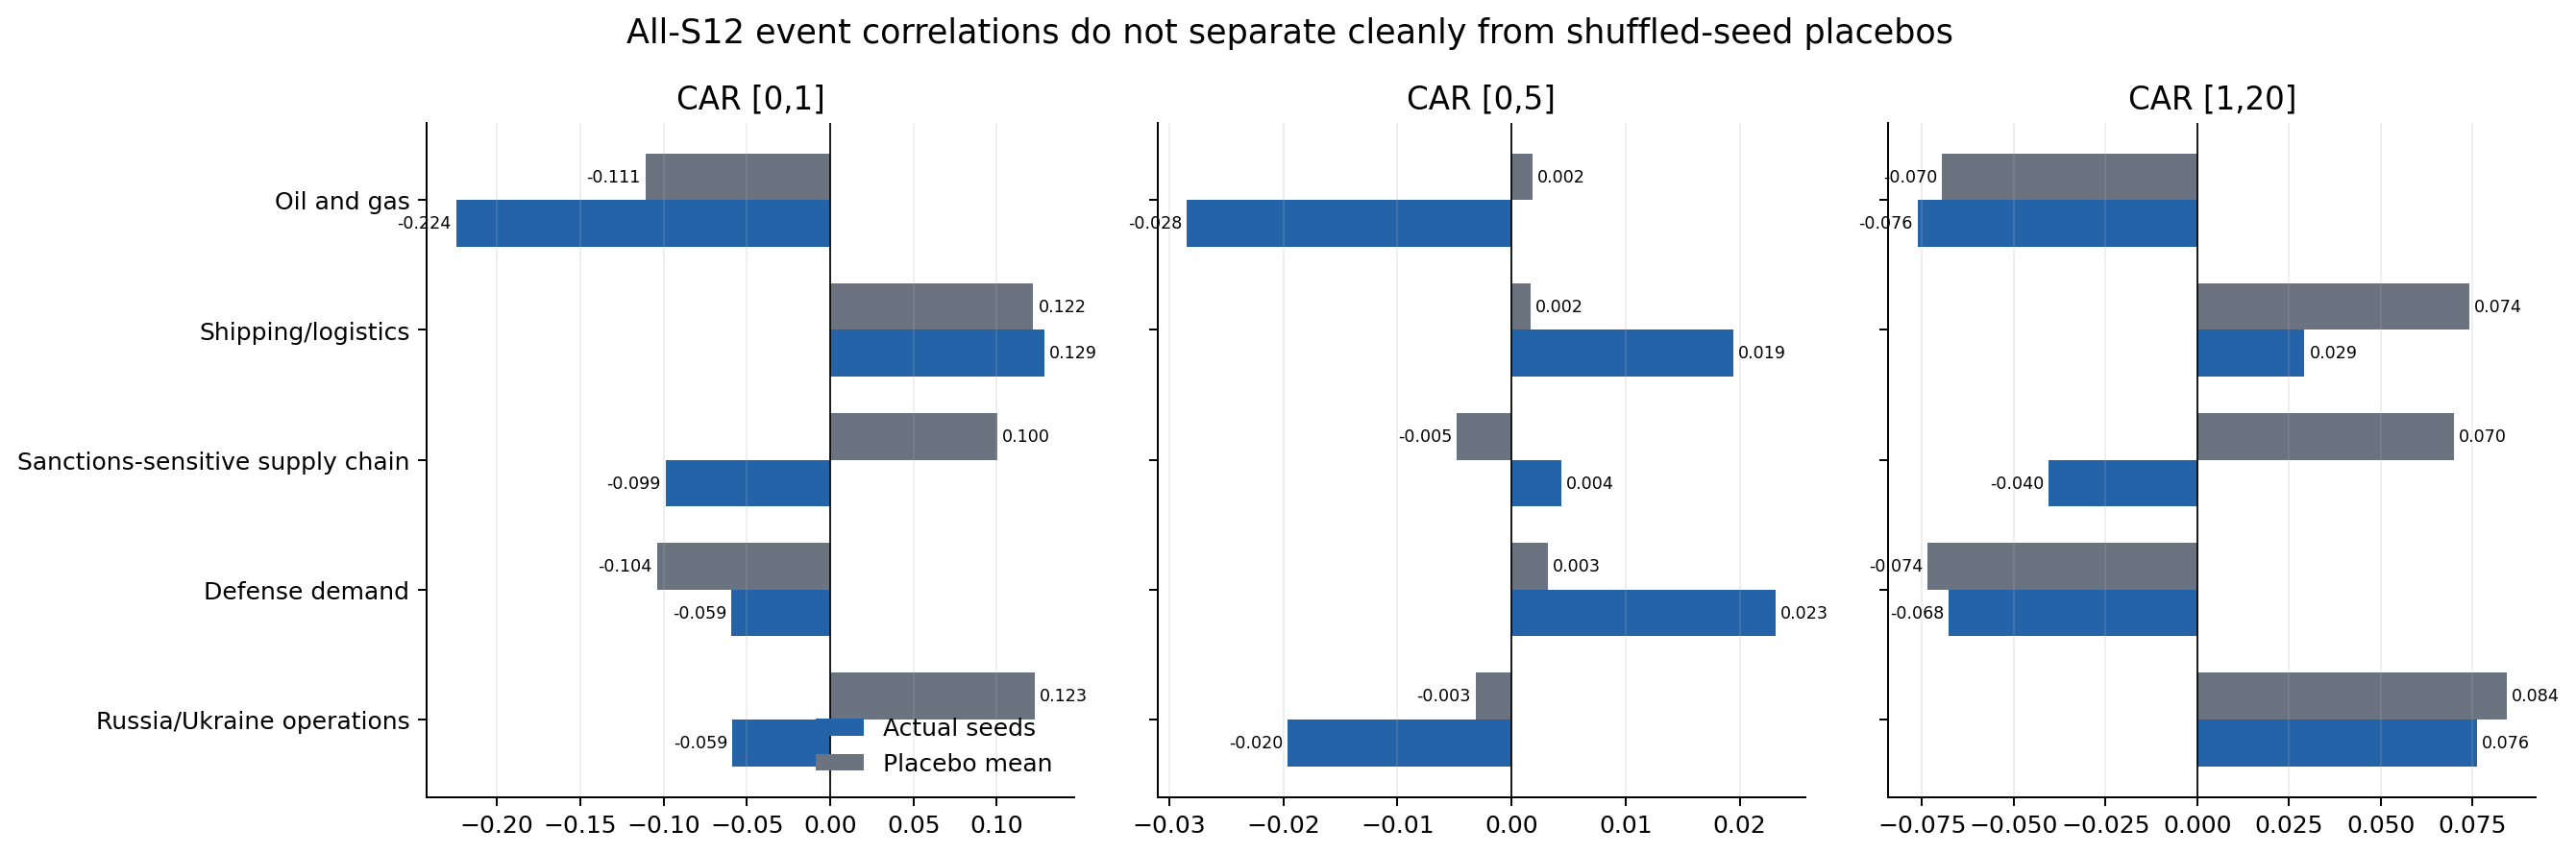 All-S12 event correlations do not separate cleanly from shuffled-seed placebos
CAR [0,1]
Oil and gas
Shipping/logistics
Sanctions-sensitive supply chain
Defense demand
Russia/Ukraine operations
-0.111
-0.224
0.122
0.129
0.100
-0.099
-0.104
-0.059
0.123
-0.059
Actual seeds
Placebo mean
−0.20 −0.15 −0.10 −0.05 0.00 0.05 0.10
CAR [0,5]
0.002
-0.028
0.002
0.019
-0.005
0.004
0.003
0.023
-0.003
-0.020
−0.03 −0.02 −0.01 0.00 0.01 0.02
CAR [1,20]
-0.070
-0.076
0.074
0.029
0.070
-0.040
-0.074
-0.068
0.084
0.076
−0.075 −0.050 −0.025 0.000 0.025 0.050 0.075